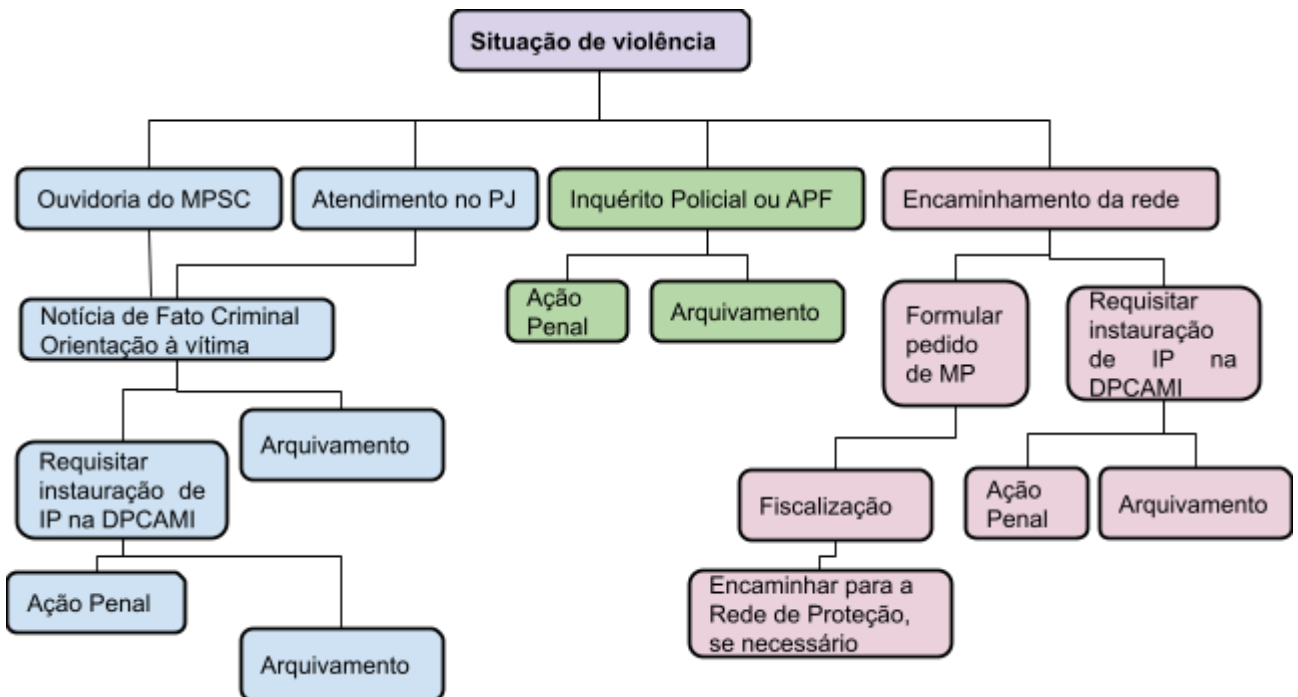 Situação de violência
Ouvidoria do MPSC
Atendimento no PJ
Inquérito Policial ou APF
Encaminhamento da rede
Notícia de Fato Criminal
Orientação à vítima
Ação
Penal
Arquivamento
Formular
pedido
de MP
Requisitar
instauração
de IP na
DPCAMI
Requisitar
instauração de
IP na DPCAMI
Arquivamento
Fiscalização
Ação
Penal
Arquivamento
Ação Penal
Arquivamento
Encaminhar para a
Rede de Proteção,
se necessário